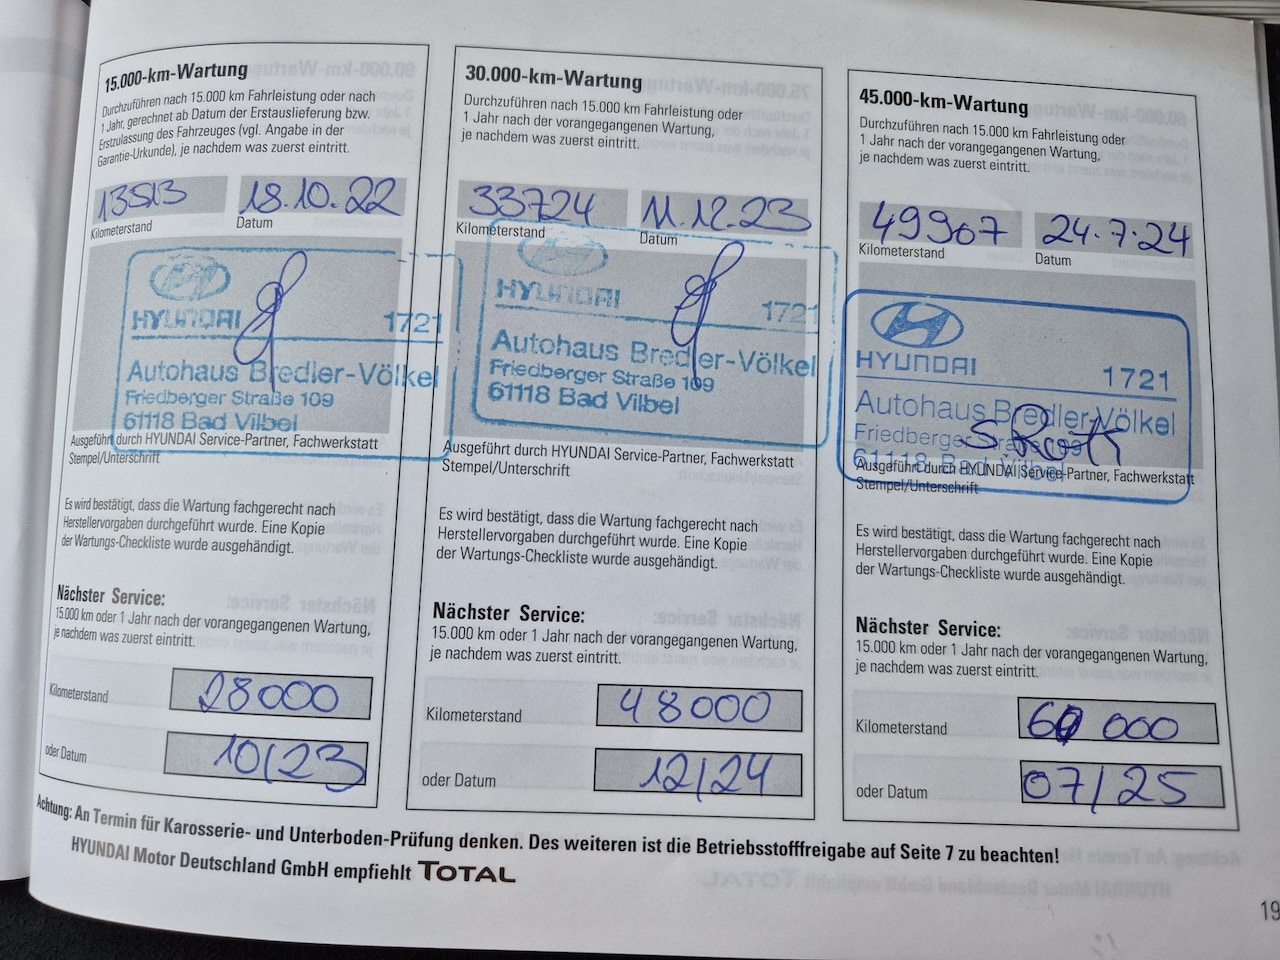 15.000-km-Wartung
Durchzuführen nach 15.000 km Fahrleistung oder nach
1 Jahr, gerechnet ab Datum der Erstauslieferung bzw.
Erstzulassung des Fahrzeuges (vgl. Angabe in der
Garantie-Urkunde), je nachdem was zuerst eintritt.
13513 18.10.22
Kilometerstand Datum
HYUNDAI 1721
Autohaus Bredler-Völkel
Friedberger Straße 109
61118 Bad Vilbel
Ausgeführt durch HYUNDAI Service-Partner, Fachwerkstatt
Stempel/Unterschrift
Es wird bestätigt, dass die Wartung fachgerecht nach
Herstellervorgaben durchgeführt wurde. Eine Kopie
der Wartungs-Checkliste wurde ausgehändigt.
Nächster Service:
15.000 km oder 1 Jahr nach der vorangegangenen Wartung,
je nachdem was zuerst eintritt.
Kilometerstand 28000
oder Datum 10/23
30.000-km-Wartung
Durchzuführen nach 15.000 km Fahrleistung oder
1 Jahr nach der vorangegangenen Wartung,
je nachdem was zuerst eintritt.
33724 11.12.23
Kilometerstand Datum
HYUNDAI 1721
Autohaus Bredler-Völkel
Friedberger Straße 109
61118 Bad Vilbel
Ausgeführt durch HYUNDAI Service-Partner, Fachwerkstatt
Stempel/Unterschrift
Es wird bestätigt, dass die Wartung fachgerecht nach
Herstellervorgaben durchgeführt wurde. Eine Kopie
der Wartungs-Checkliste wurde ausgehändigt.
Nächster Service:
15.000 km oder 1 Jahr nach der vorangegangenen Wartung,
je nachdem was zuerst eintritt.
Kilometerstand 48000
oder Datum 12/24
45.000-km-Wartung
Durchzuführen nach 15.000 km Fahrleistung oder
1 Jahr nach der vorangegangenen Wartung,
je nachdem was zuerst eintritt.
49907 24.7.24
Kilometerstand Datum
HYUNDAI 1721
Autohaus Bredler-Völkel
Friedberger Straße 109
61118 Bad Vilbel
Ausgeführt durch HYUNDAI Service-Partner, Fachwerkstatt
Stempel/Unterschrift
Es wird bestätigt, dass die Wartung fachgerecht nach
Herstellervorgaben durchgeführt wurde. Eine Kopie
der Wartungs-Checkliste wurde ausgehändigt.
Nächster Service:
15.000 km oder 1 Jahr nach der vorangegangenen Wartung,
je nachdem was zuerst eintritt.
Kilometerstand 000
oder Datum 07/25
Achtung: An Termin für Karosserie- und Unterboden-Prüfung denken. Des weiteren ist die Betriebsstofffreigabe auf Seite 7 zu beachten!
HYUNDAI Motor Deutschland GmbH empfiehlt TOTAL
19